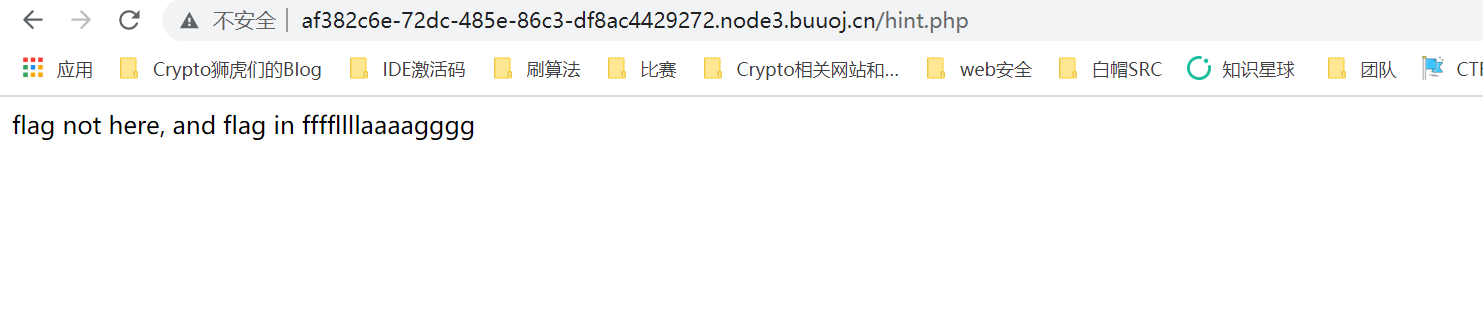 不安全 | af382c6e-72dc-485e-86c3-df8ac4429272.node3.buuoj.cn/hint.php
应用 Crypto狮虎们的Blog IDE激活码 刷算法 比赛 Crypto相关网站和... web安全 白帽SRC 知识星球 团队 CTF
flag not here, and flag in ffffllllaaaagggg